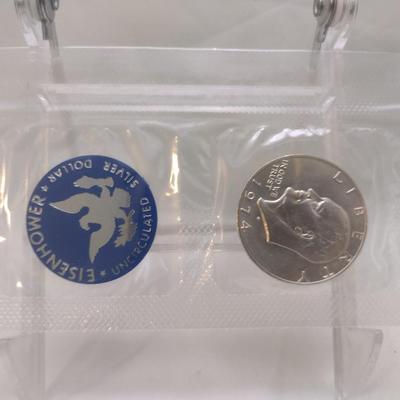 EISENHOWER
UNCIRCULATED
SILVER DOLLAR
LIBERTY
IN GOD WE
TRUST
1974